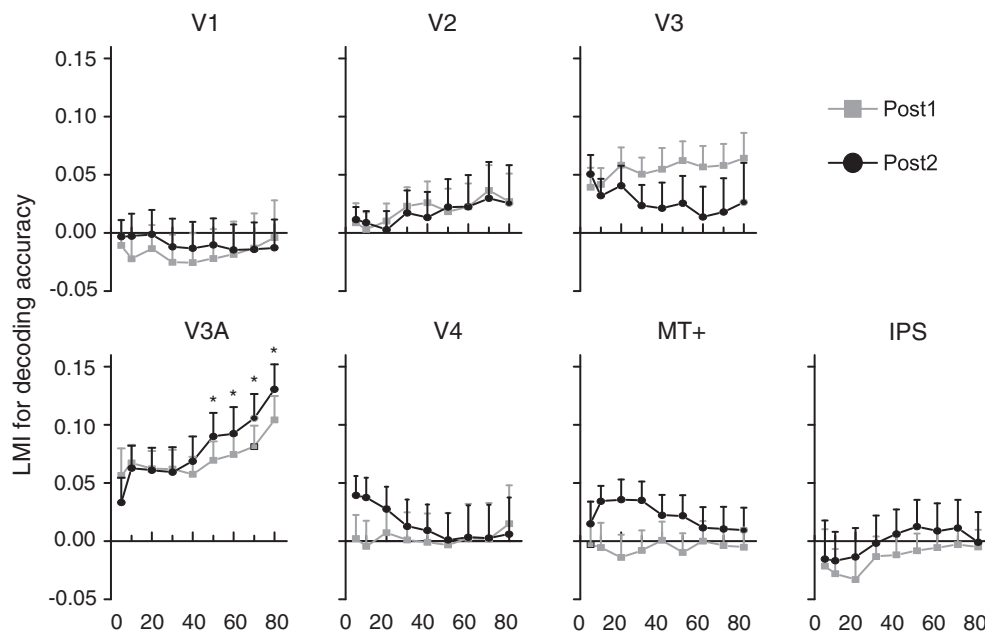 V1 V2 V3
0.15
0.10
0.05
0.00
-0.05
Post1
Post2
LMI for decoding accuracy
V3A V4 MT+ IPS
0.15
0.10
0.05
0.00
-0.05
* * * *
0 20 40 60 80 0 20 40 60 80 0 20 40 60 80 0 20 40 60 80